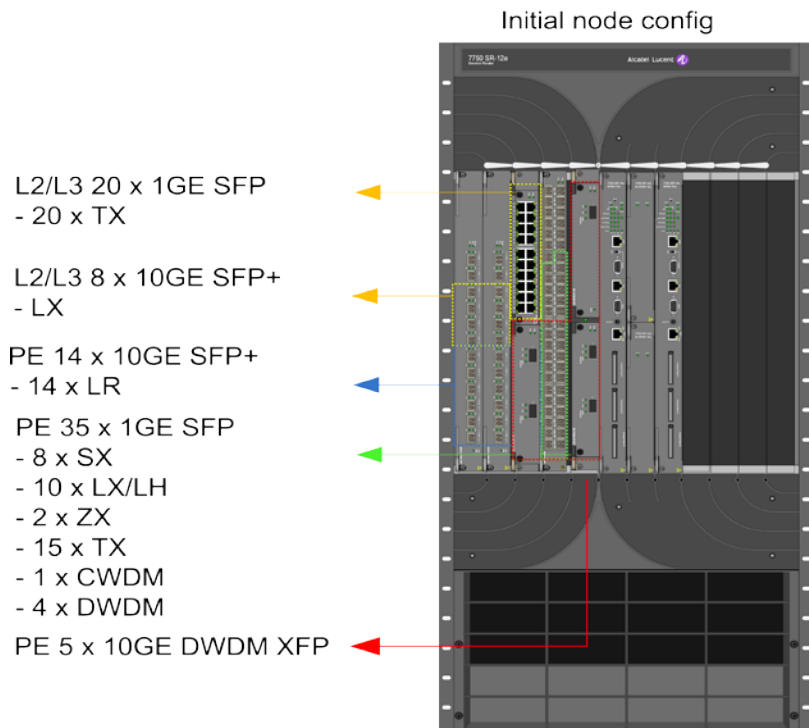 Initial node config
7750 SR-12e
Alcatel Lucent
L2/L3 20 x 1GE SFP
- 20 x TX
L2/L3 8 x 10GE SFP+
- LX
PE 14 x 10GE SFP+
- 14 x LR
PE 35 x 1GE SFP
- 8 x SX
- 10 x LX/LH
- 2 x ZX
- 15 x TX
- 1 x CWDM
- 4 x DWDM
PE 5 x 10GE DWDM XFP